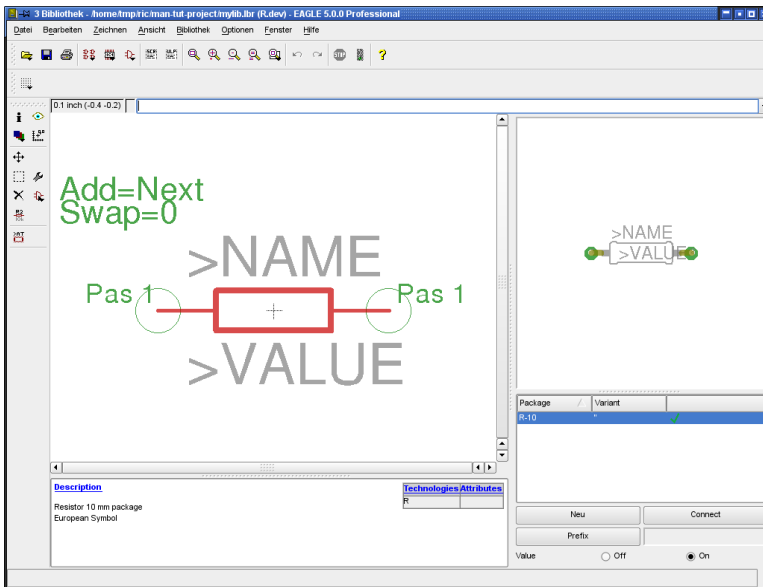 3 Bibliothek - /home/tmp/ric/man-tut-project/mylib.lbr (R.dev) - EAGLE 5.0.0 Professional
Datei Bearbeiten Zeichnen Ansicht Bibliothek Optionen Fenster Hilfe
STOP
0.1 inch (-0.4 -0.2)
Add=Next
Swap=0
>NAME
Pas 1
Pas 1
>VALUE
>NAME
>VALUE
Package Variant
R-10 "
Description
Resistor 10 mm package
European Symbol
Technologies Attributes
R
Neu Connect
Prefix
Value Off On